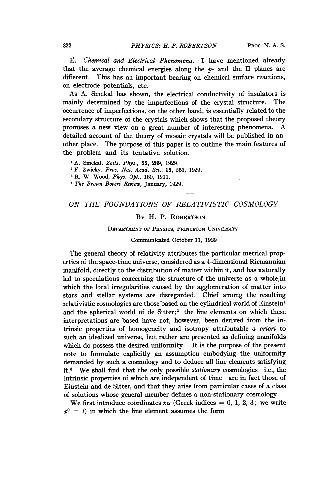 822 PHYSICS: H. P. ROBERTSON PROC. N. A. S.
E. Chemical and Electrical Phenomena. I have mentioned already
that the average chemical energies along the and the Π planes are
different. This has an important bearing on chemical surface reactions,
on electrode potentials, etc.
As A. Smekal has shown, the electrical conductivity of insulators is
mainly determined by the imperfections of the crystal structure. The
occurrence of imperfections, on the other hand, is essentially related to the
secondary structure of the crystals which shows that the proposed theory
promises a new view on a great number of interesting phenomena. A
detailed account of the theory of mosaic crystals will be published in an-
other place. The purpose of this paper is to outline the main features of
the problem and its tentative solution.
1 A. Smekal, Zeits. Phys., 55, 289, 1929.
2 F. Zwicky, Proc. Nat. Acad. Sci., 15, 1929.
3 R. W. Wood, Phys. Opt., 160, 1911.
4 The Brown Boveri Review, January, 1929.
ON THE FOUNDATIONS OF RELATIVISTIC COSMOLOGY
BY H. P. ROBERTSON
DEPARTMENT OF PHYSICS, PRINCETON UNIVERSITY
Communicated October 11, 1929
The general theory of relativity attributes the particular metrical prop-
erties of the space-time universe, considered as a 4-dimensional Riemannian
manifold, directly to the distribution of matter within it, and has naturally
led to speculations concerning the structure of the universe as a whole in
which the local irregularities caused by the agglomeration of matter into
stars and stellar systems are disregarded. Chief among the resulting
relativistic cosmologies are those based on the cylindrical world of Einstein1
and the spherical world of de Sitter;2 the line elements on which these
interpretations are based have not, however, been derived from the in-
trinsic properties of homogeneity and isotropy attributable a priori to
such an idealized universe, but rather are presented as defining manifolds
which do possess the desired uniformity. It is the purpose of the present
note to formulate explicitly an assumption embodying the uniformity
demanded by such a cosmology and to deduce all line elements satisfying
it.3 We shall find that the only possible stationary cosmologies—i.e., the
intrinsic properties of which are independent of time—are in fact those of
Einstein and de Sitter, and that they arise from particular cases of a class
of solutions whose general member defines a non-stationary cosmology.
We first introduce coordinates (Greek indices = 0, 1, 2, 3; we write
= t) in which the line element assumes the form